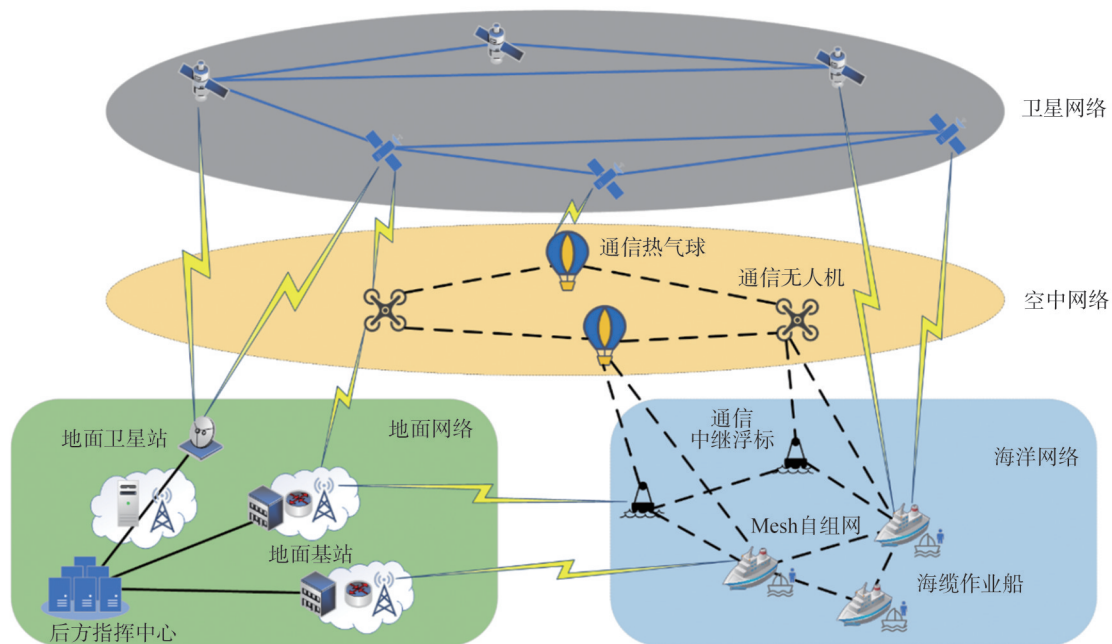 卫星网络
通信热气球
通信无人机
空中网络
地面卫星站
地面网络
通信
中继浮标
海洋网络
Mesh自组网
地面基站
海缆作业船
后方指挥中心